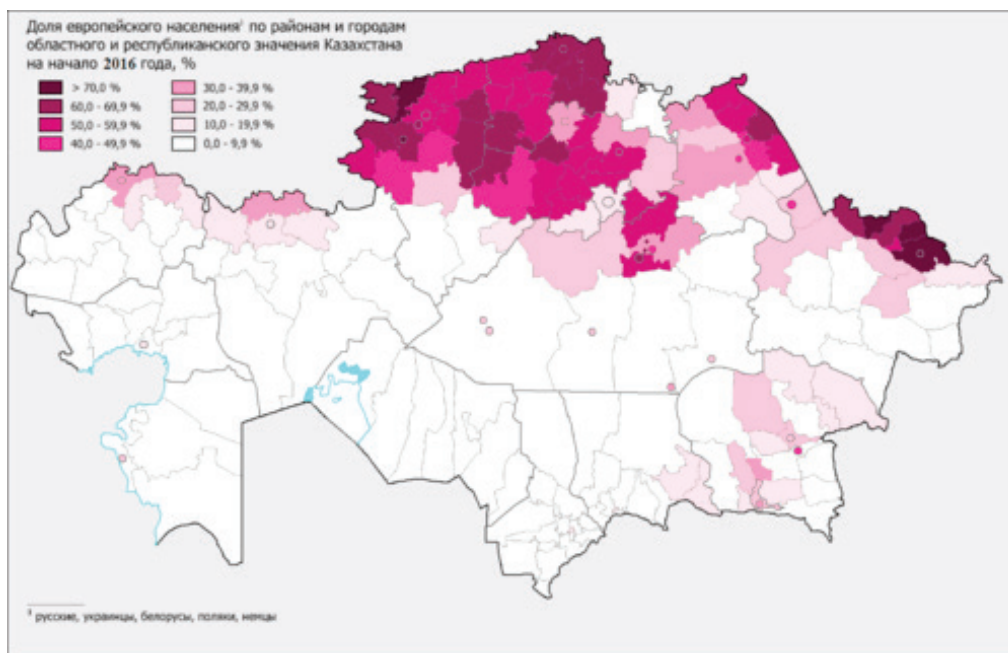 Доля европейского населения¹ по районам и городам
областного и республиканского значения Казахстана
на начало 2016 года, %
> 70,0 %
60,0 - 69,9 %
50,0 - 59,9 %
40,0 - 49,9 %
30,0 - 39,9 %
20,0 - 29,9 %
10,0 - 19,9 %
0,0 - 9,9 %
¹ русские, украинцы, белорусы, поляки, немцы